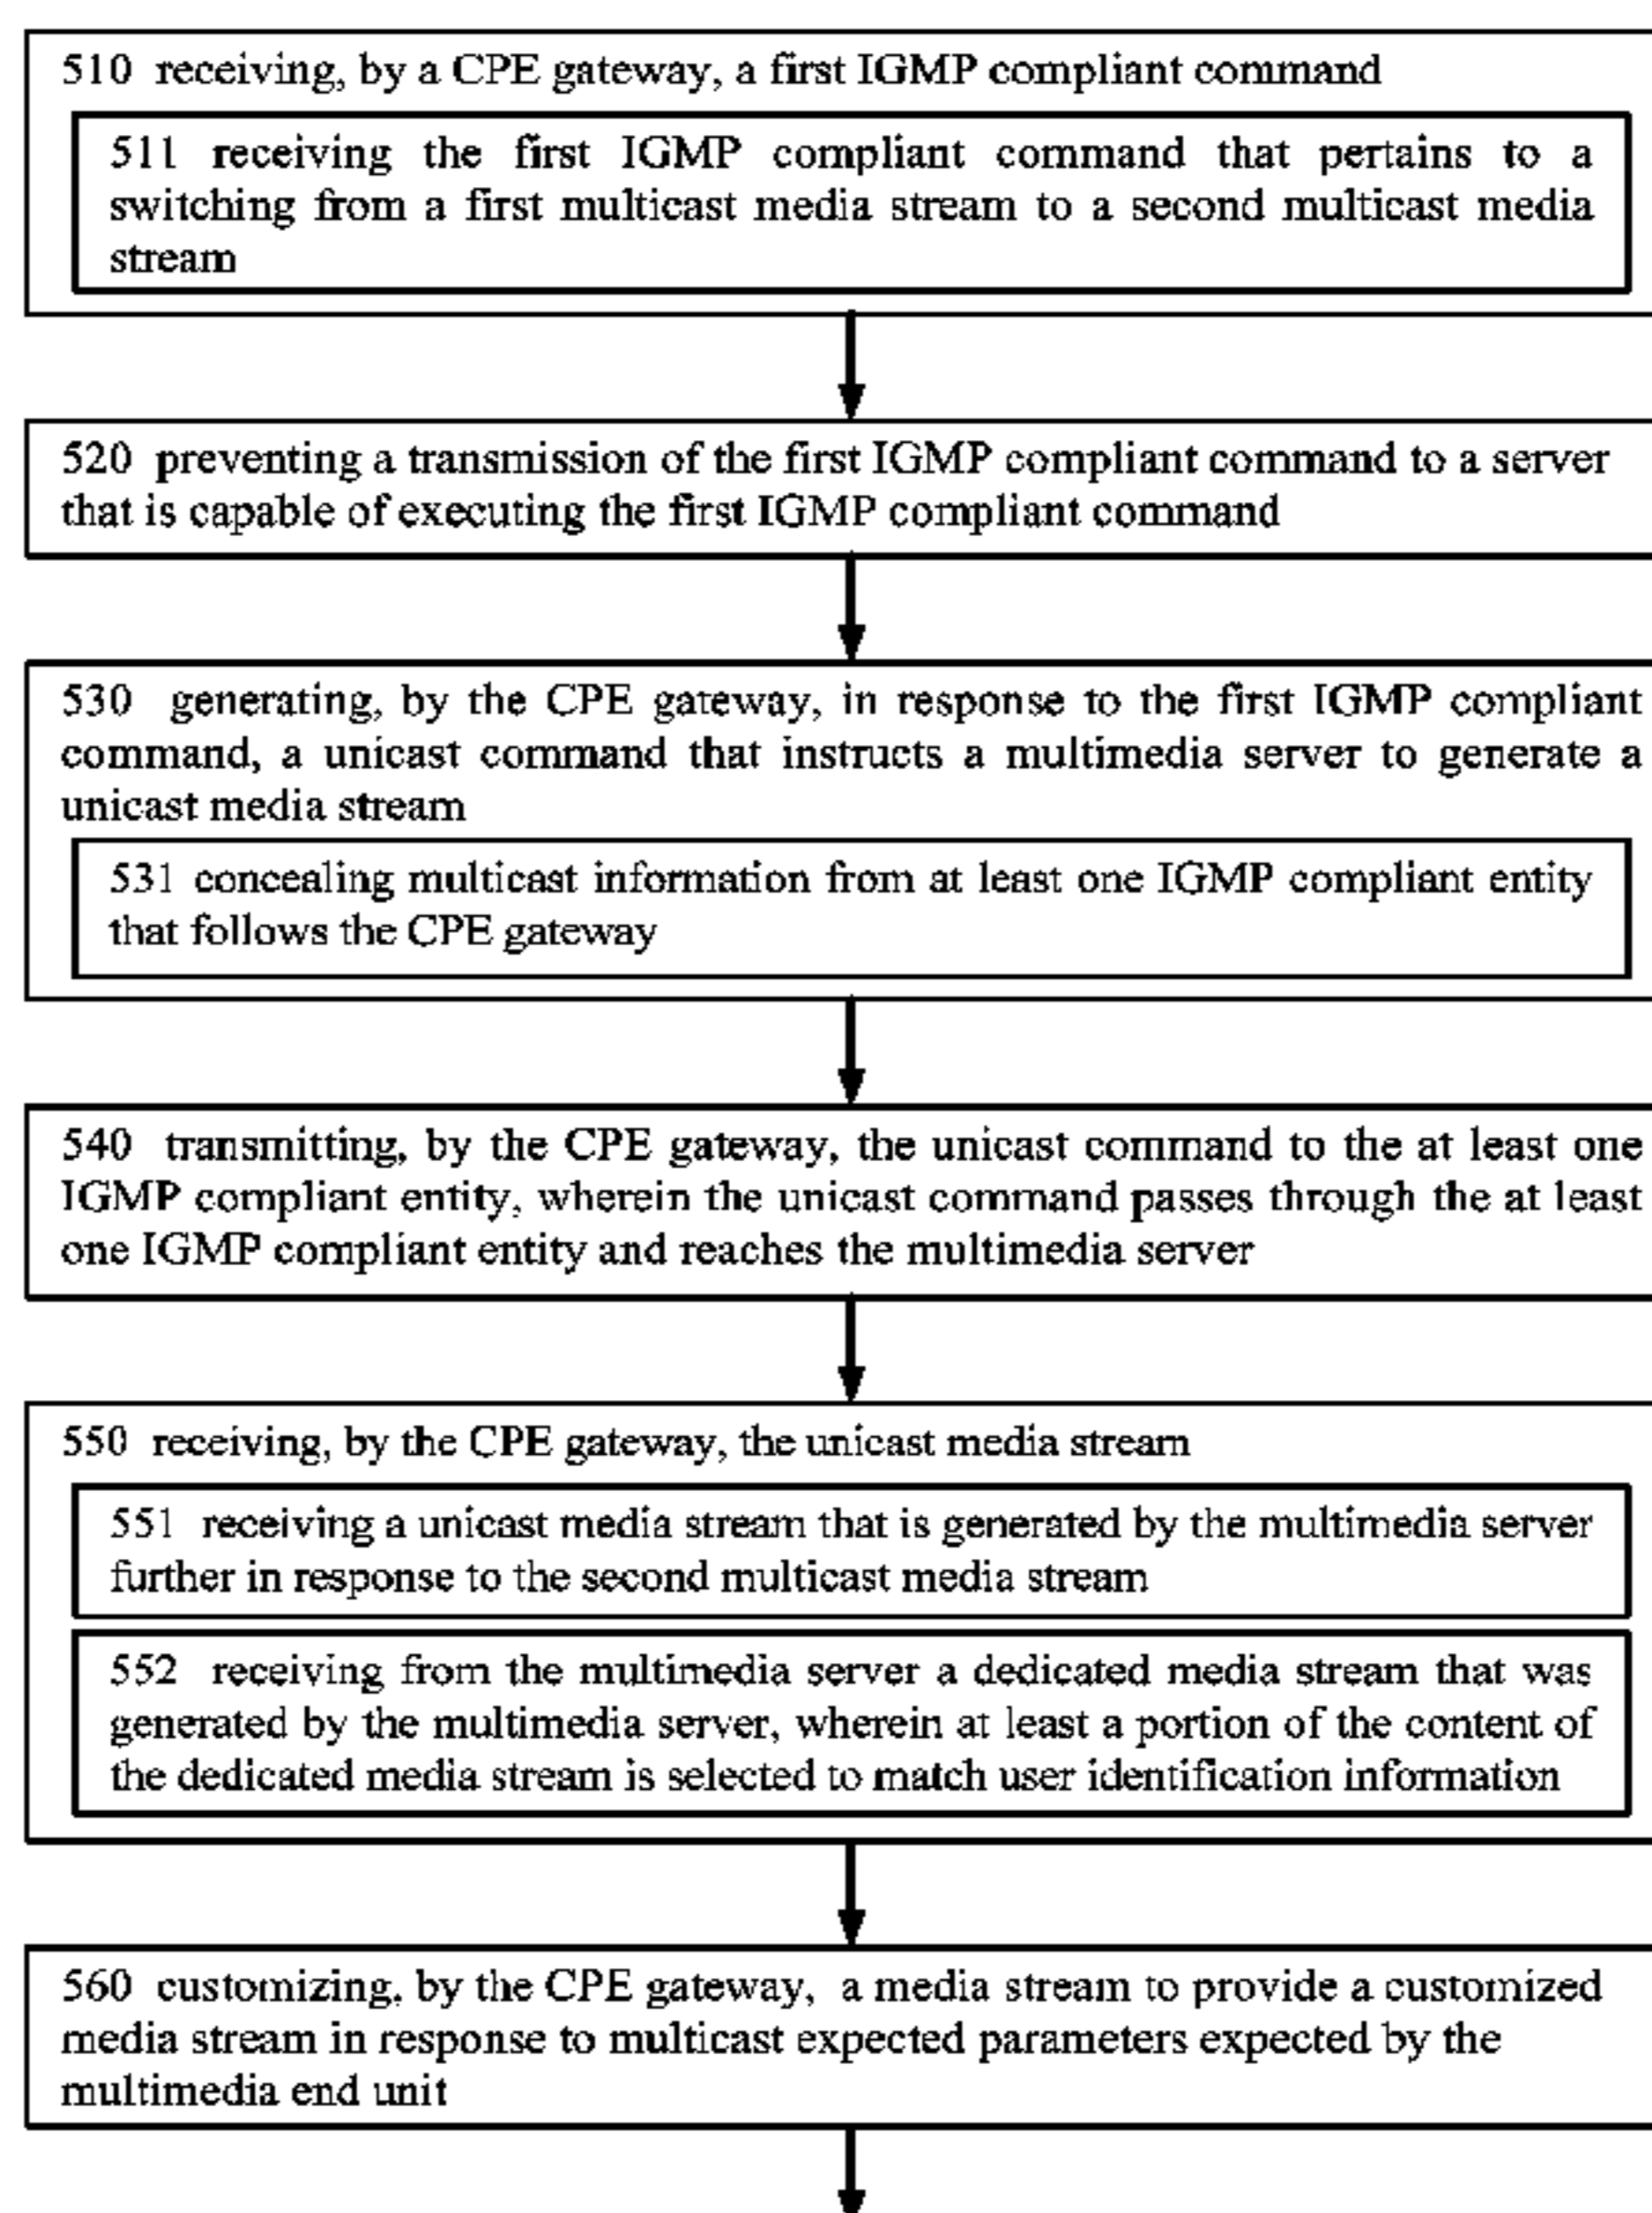 510 receiving, by a CPE gateway, a first IGMP compliant command
511 receiving the first IGMP compliant command that pertains to a
switching from a first multicast media stream to a second multicast media
stream
520 preventing a transmission of the first IGMP compliant command to a server
that is capable of executing the first IGMP compliant command
530 generating, by the CPE gateway, in response to the first IGMP compliant
command, a unicast command that instructs a multimedia server to generate a
unicast media stream
531 concealing multicast information from at least one IGMP compliant entity
that follows the CPE gateway
540 transmitting, by the CPE gateway, the unicast command to the at least one
IGMP compliant entity, wherein the unicast command passes through the at least
one IGMP compliant entity and reaches the multimedia server
550 receiving, by the CPE gateway, the unicast media stream
551 receiving a unicast media stream that is generated by the multimedia server
further in response to the second multicast media stream
552 receiving from the multimedia server a dedicated media stream that was
generated by the multimedia server, wherein at least a portion of the content of
the dedicated media stream is selected to match user identification information
560 customizing, by the CPE gateway, a media stream to provide a customized
media stream in response to multicast expected parameters expected by the
multimedia end unit